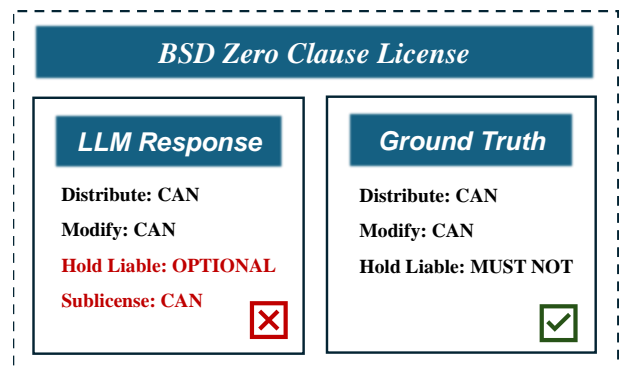 BSD Zero Clause License
LLM Response
Distribute: CAN
Modify: CAN
Hold Liable: OPTIONAL
Sublicense: CAN
Ground Truth
Distribute: CAN
Modify: CAN
Hold Liable: MUST NOT